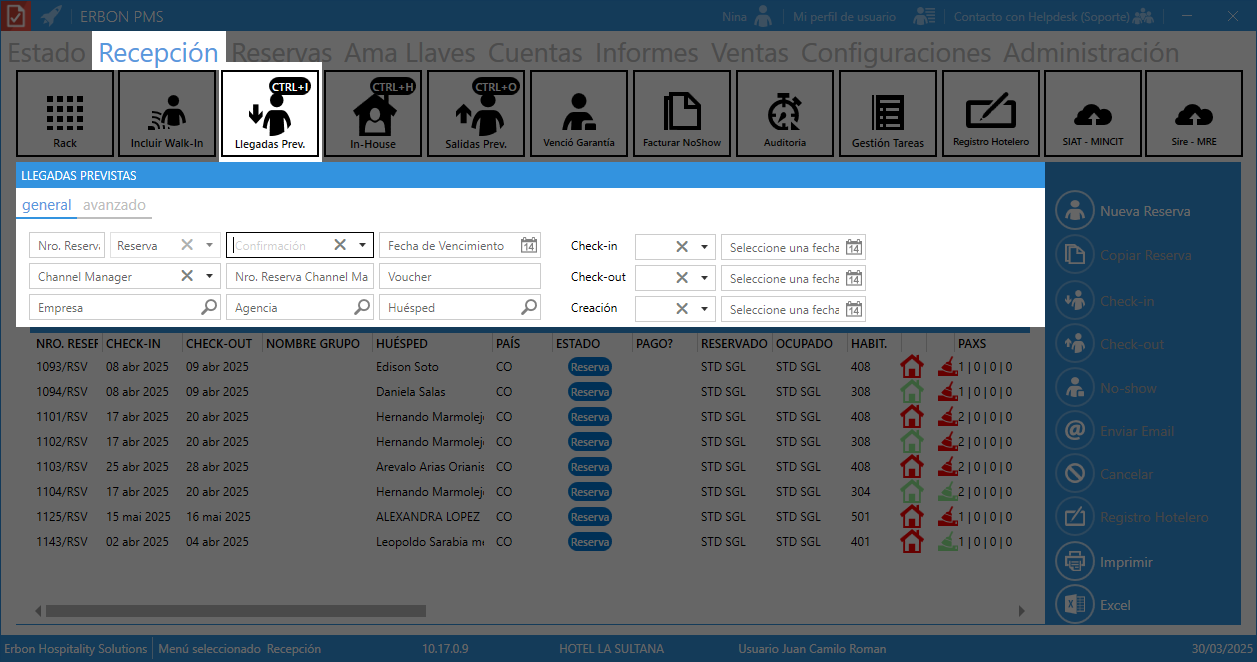 ERBON PMS
Nina
Mi perfil de usuario
Contacto con Helpdesk (Soporte)
Estado Recepción Reservas Ama Llaves Cuentas Informes Ventas Configuraciones Administración
CTRL+I CTRL+H CTRL+O
Rack Incluir Walk-In Llegadas Prev. In-House Salidas Prev. Venció Garantía Facturar NoShow Auditoria Gestión Tareas Registro Hotelero SIAT - MINCIT Sire - MRE
LLEGADAS PREVISTAS
general avanzado
Nro. Reserva Reserva Confirmación Fecha de Vencimiento 14 Check-in Seleccione una fecha 14
Channel Manager Nro. Reserva Channel Ma Voucher Check-out Seleccione una fecha 14
Empresa Agencia Huésped Creación Seleccione una fecha 14
NRO. RESEF CHECK-IN CHECK-OUT NOMBRE GRUPO HUÉSPED PAÍS ESTADO PAGO? RESERVADO OCUPADO HABIT. PAXS
1093/RSV 08 abr 2025 09 abr 2025 Edison Soto CO Reserva STD SGL STD SGL 408 1|0|0|0
1094/RSV 08 abr 2025 09 abr 2025 Daniela Salas CO Reserva STD SGL STD SGL 308 1|0|0|0
1101/RSV 17 abr 2025 20 abr 2025 Hernando Marmolejo CO Reserva STD SGL STD SGL 408 2|0|0|0
1102/RSV 17 abr 2025 20 abr 2025 Hernando Marmolejo CO Reserva STD SGL STD SGL 308 2|0|0|0
1103/RSV 25 abr 2025 28 abr 2025 Arevalo Arias Orianis CO Reserva STD SGL STD SGL 408 2|0|0|0
1104/RSV 17 abr 2025 20 abr 2025 Hernando Marmolejo CO Reserva STD SGL STD SGL 304 2|0|0|0
1125/RSV 15 mai 2025 16 mai 2025 ALEXANDRA LOPEZ CO Reserva STD SGL STD SGL 501 1|0|0|0
1143/RSV 02 abr 2025 04 abr 2025 Leopoldo Sarabia me CO Reserva STD SGL STD SGL 401 1|0|0|0
Nueva Reserva
Copiar Reserva
Check-in
Check-out
No-show
@ Enviar Email
Cancelar
Registro Hotelero
Imprimir
Excel
Erbon Hospitality Solutions Menú seleccionado Recepción 10.17.0.9 HOTEL LA SULTANA Usuario Juan Camilo Roman 30/03/2025